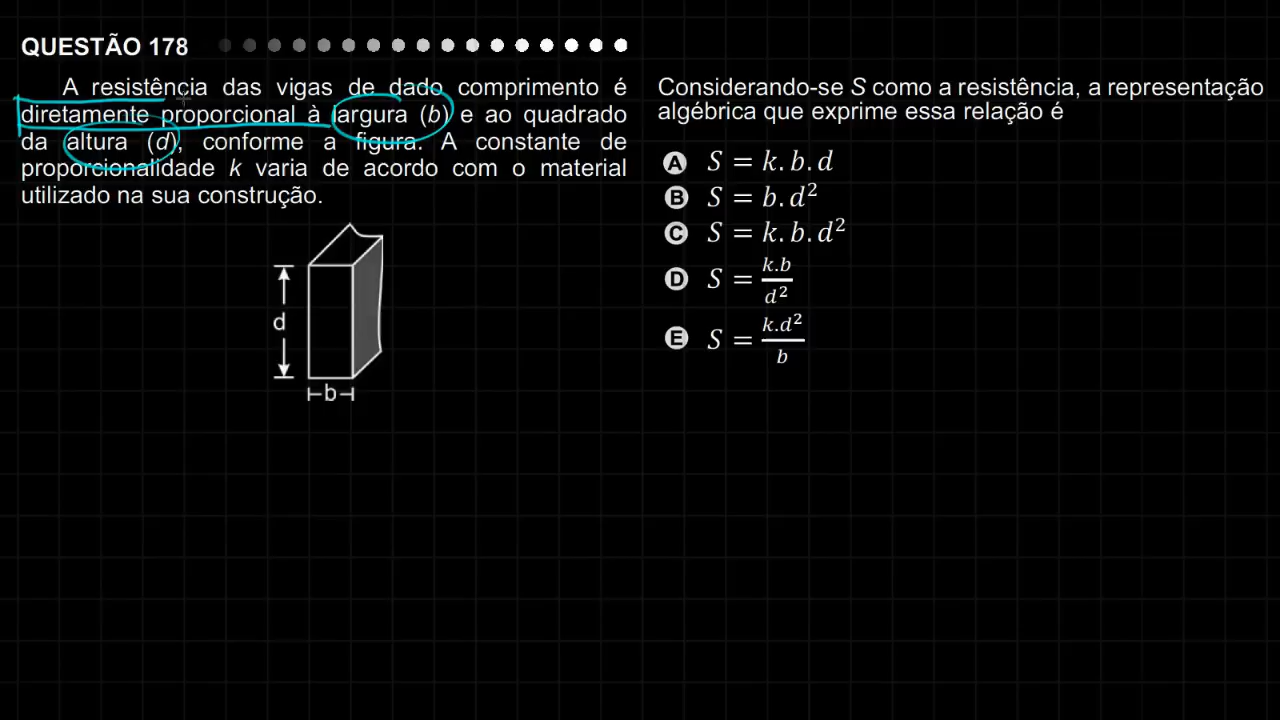 QUESTÃO 178
A resistência das vigas de dado comprimento é
diretamente proporcional à largura (b) e ao quadrado
da altura (d), conforme a figura. A constante de
proporcionalidade k varia de acordo com o material
utilizado na sua construção.
d
b
Considerando-se S como a resistência, a representação
algébrica que exprime essa relação é
A S = k.b.d
B S = b.d²
C S = k.b.d²
D S = k.b/d²
E S = k.d²/b